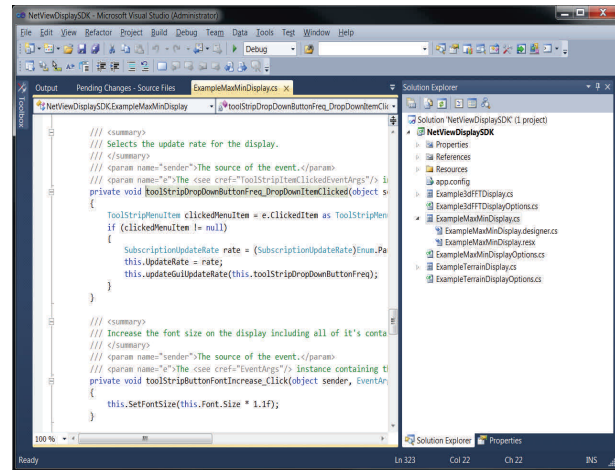 NetViewDisplaySDK - Microsoft Visual Studio (Administrator)
File Edit View Refactor Project Build Debug Team Data Tools Test Window Help
Debug
Output Pending Changes - Source Files ExampleMaxMinDisplay.cs
Toolbox
NetViewDisplaySDK.ExampleMaxMinDisplay toolStripDropDownButtonFreq_DropDownItemClic
/// <summary>
/// Selects the update rate for the display.
/// </summary>
/// <param name="sender">The source of the event.</param>
/// <param name="e">The <see cref="ToolStripItemClickedEventArgs"/> i
private void toolStripDropDownButtonFreq_DropDownItemClicked(object s
{
ToolStripMenuItem clickedMenuItem = e.ClickedItem as ToolStripMen
if (clickedMenuItem != null)
{
SubscriptionUpdateRate rate = (SubscriptionUpdateRate)Enum.Pa
this.UpdateRate = rate;
this.updateGuiUpdateRate(this.toolStripDropDownButtonFreq);
}
}
/// <summary>
/// Increase the font size on the display including all of it's conta
/// </summary>
/// <param name="sender">The source of the event.</param>
/// <param name="e">The <see cref="EventArgs"/> instance containing t
private void toolStripButtonFontIncrease_Click(object sender, EventAr
{
this.SetFontSize(this.Font.Size * 1.1f);
}
100 %
Solution Explorer
Solution 'NetViewDisplaySDK' (1 project)
NetViewDisplaySDK
Properties
References
Resources
app.config
Example3dFFTDisplay.cs
Example3dFFTDisplayOptions.cs
ExampleMaxMinDisplay.cs
ExampleMaxMinDisplay.designer.cs
ExampleMaxMinDisplay.resx
ExampleMaxMinDisplayOptions.cs
ExampleTerrainDisplay.cs
ExampleTerrainDisplayOptions.cs
Solution Explorer Properties
Ready Ln 323 Col 22 Ch 22 INS